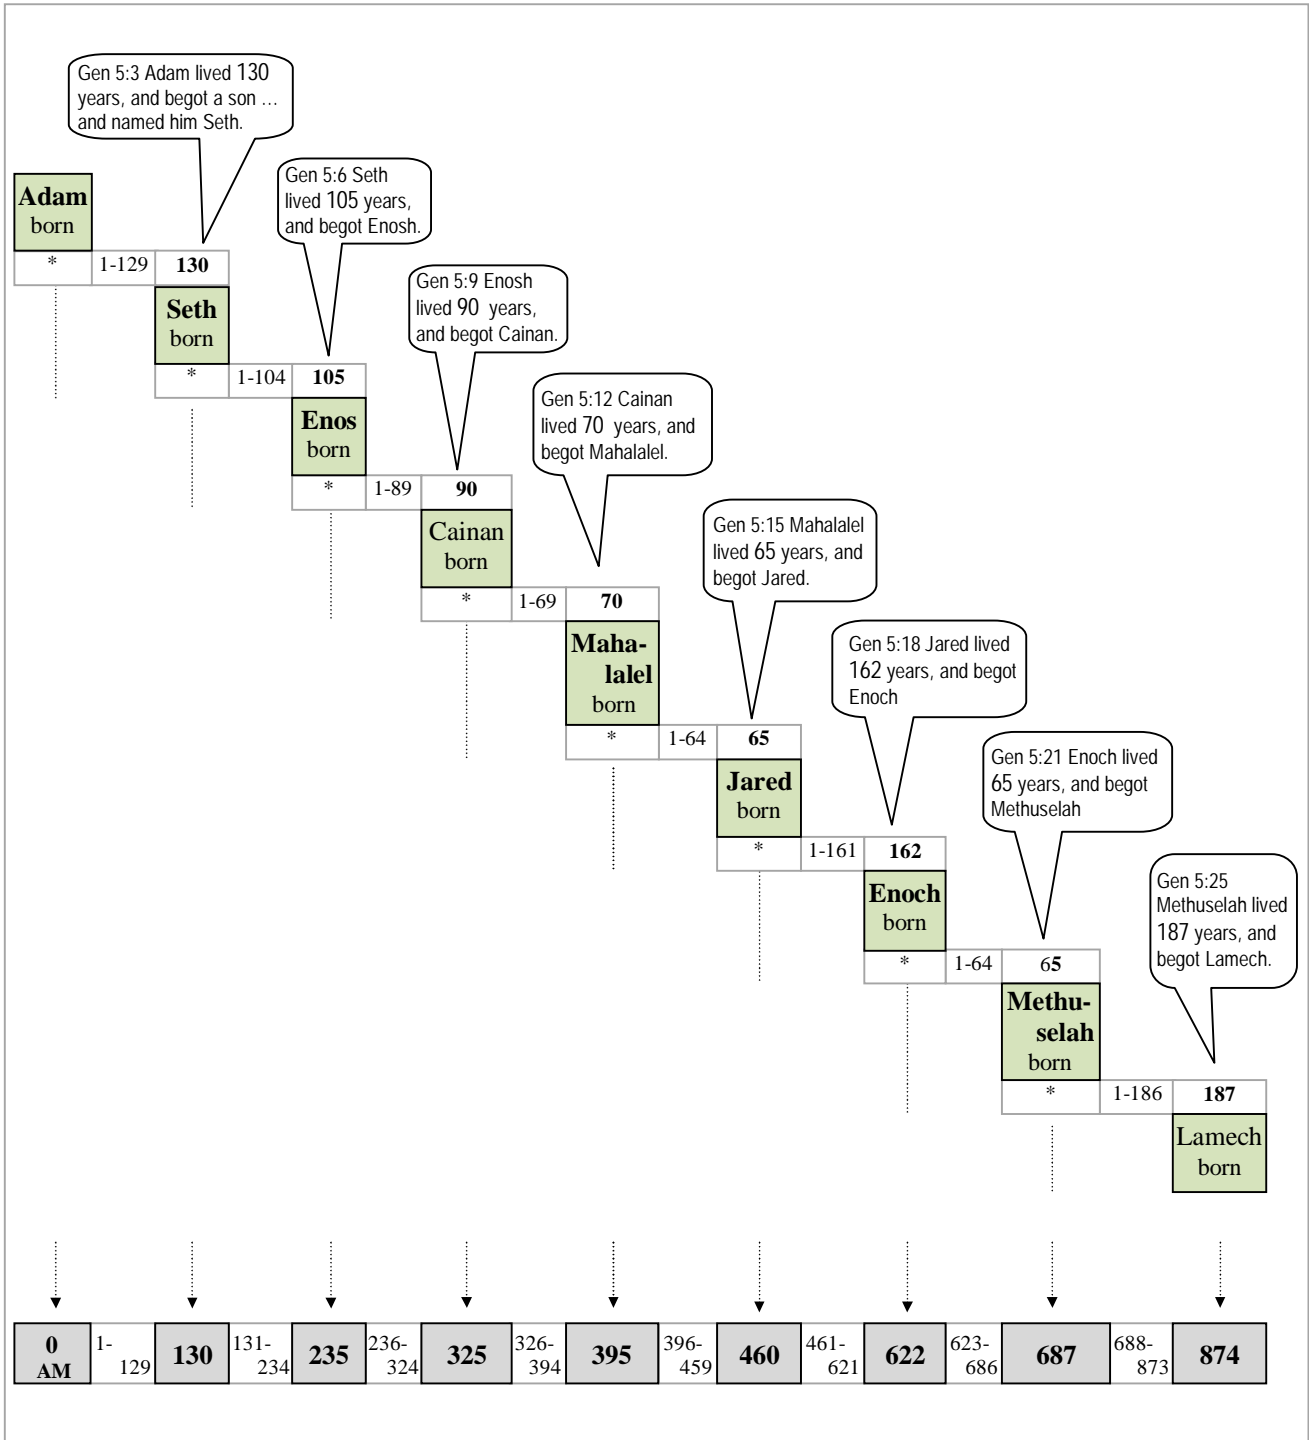 Gen 5:3 Adam lived 130
years, and begot a son …
and named him Seth.
Adam
born
* 1-129 130
Gen 5:6 Seth
lived 105 years,
and begot Enosh.
Seth
born
* 1-104 105
Gen 5:9 Enosh
lived 90 years,
and begot Cainan.
Enos
born
* 1-89 90
Gen 5:12 Cainan
lived 70 years, and
begot Mahalalel.
Cainan
born
* 1-69 70
Gen 5:15 Mahalalel
lived 65 years, and
begot Jared.
Maha-
lalel
born
* 1-64 65
Gen 5:18 Jared lived
162 years, and begot
Enoch
Jared
born
* 1-161 162
Gen 5:21 Enoch lived
65 years, and begot
Methuselah
Enoch
born
* 1-64 65
Gen 5:25
Methuselah lived
187 years, and
begot Lamech.
Methu-
selah
born
* 1-186 187
Lamech
born
0
AM
1-
129
130
131-
234
235
236-
324
325
326-
394
395
396-
459
460
461-
621
622
623-
686
687
688-
873
874